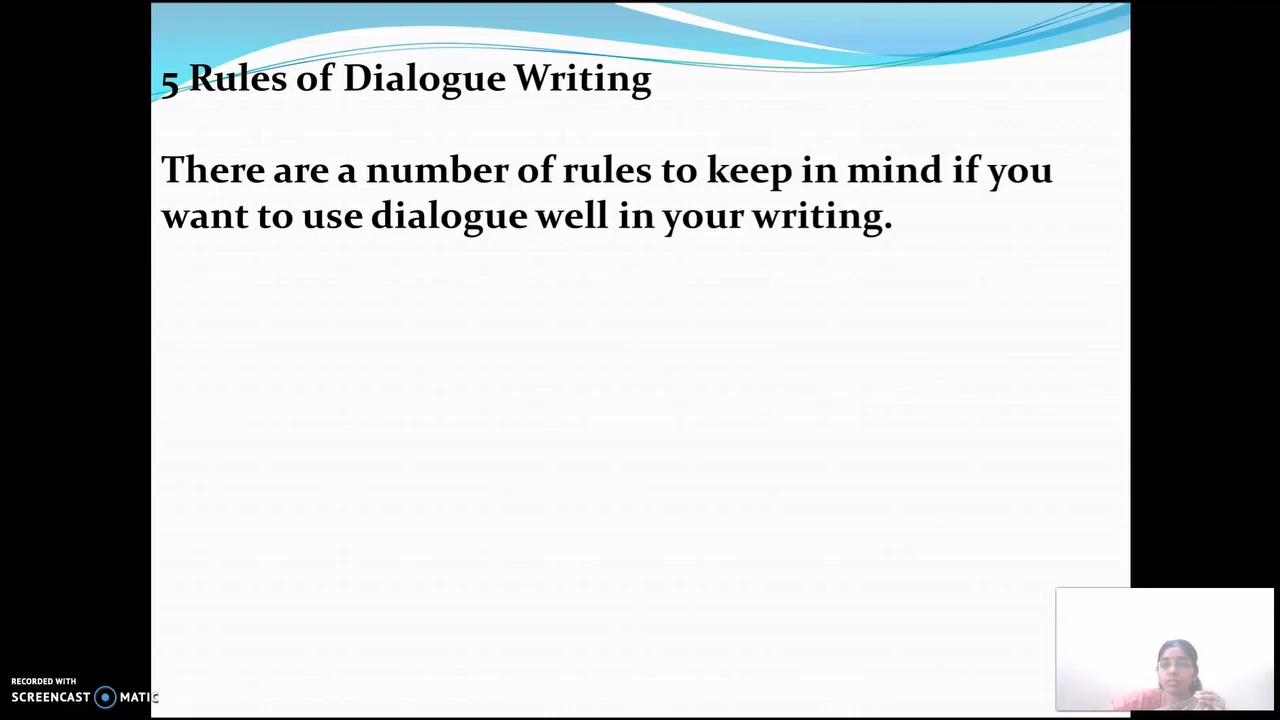 5 Rules of Dialogue Writing
There are a number of rules to keep in mind if you
want to use dialogue well in your writing.
RECORDED WITH
SCREENCAST MATIC